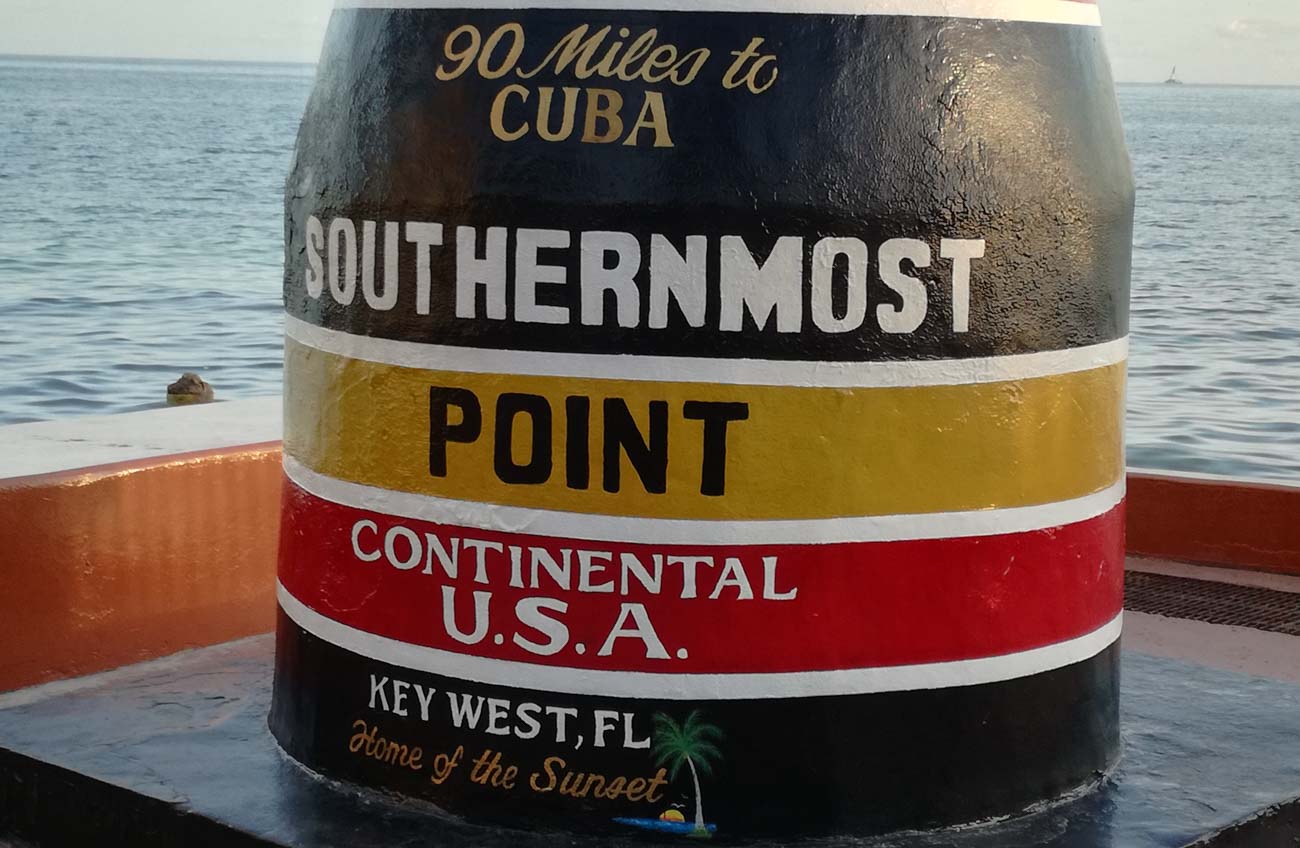 90 Miles to
CUBA
SOUTHERNMOST
POINT
CONTINENTAL
U.S.A.
KEY WEST, FL
Home of the Sunset